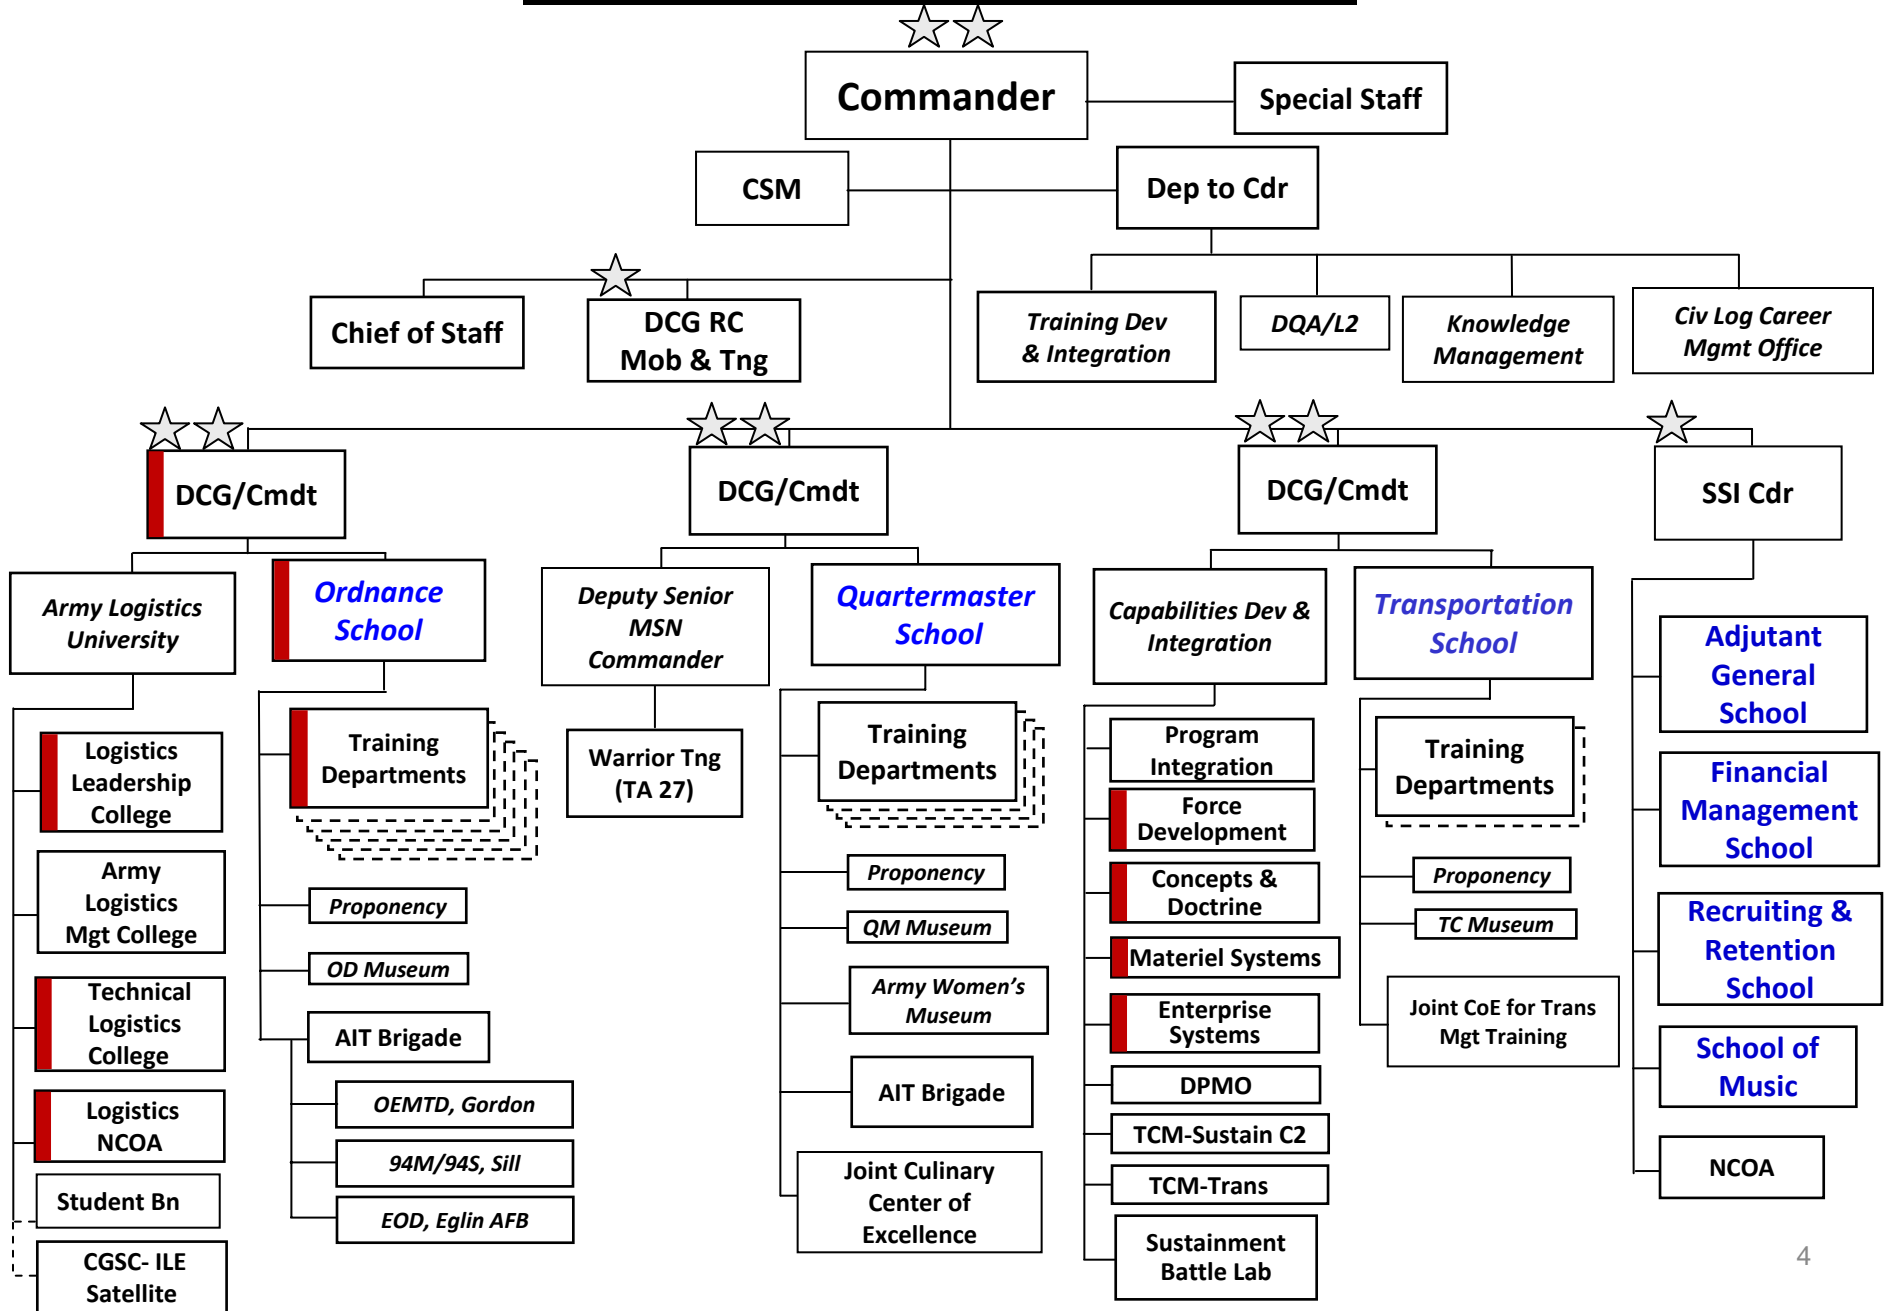 Commander
Special Staff
CSM
Dep to Cdr
Chief of Staff
DCG RC
Mob & Tng
Training Dev
& Integration
DQA/L2
Knowledge
Management
Civ Log Career
Mgmt Office
DCG/Cmdt
DCG/Cmdt
DCG/Cmdt
SSI Cdr
Army Logistics
University
Ordnance
School
Deputy Senior
MSN
Commander
Quartermaster
School
Capabilities Dev &
Integration
Transportation
School
Logistics
Leadership
College
Army
Logistics
Mgt College
Technical
Logistics
College
Logistics
NCOA
Student Bn
CGSC- ILE
Satellite
Training
Departments
Proponency
OD Museum
AIT Brigade
OEMTD, Gordon
94M/94S, Sill
EOD, Eglin AFB
Warrior Tng
(TA 27)
Training
Departments
Proponency
QM Museum
Army Women’s
Museum
AIT Brigade
Joint Culinary
Center of
Excellence
Program
Integration
Force
Development
Concepts &
Doctrine
Materiel Systems
Enterprise
Systems
DPMO
TCM-Sustain C2
TCM-Trans
Sustainment
Battle Lab
Training
Departments
Proponency
TC Museum
Joint CoE for Trans
Mgt Training
Adjutant
General
School
Financial
Management
School
Recruiting &
Retention
School
School of
Music
NCOA
4